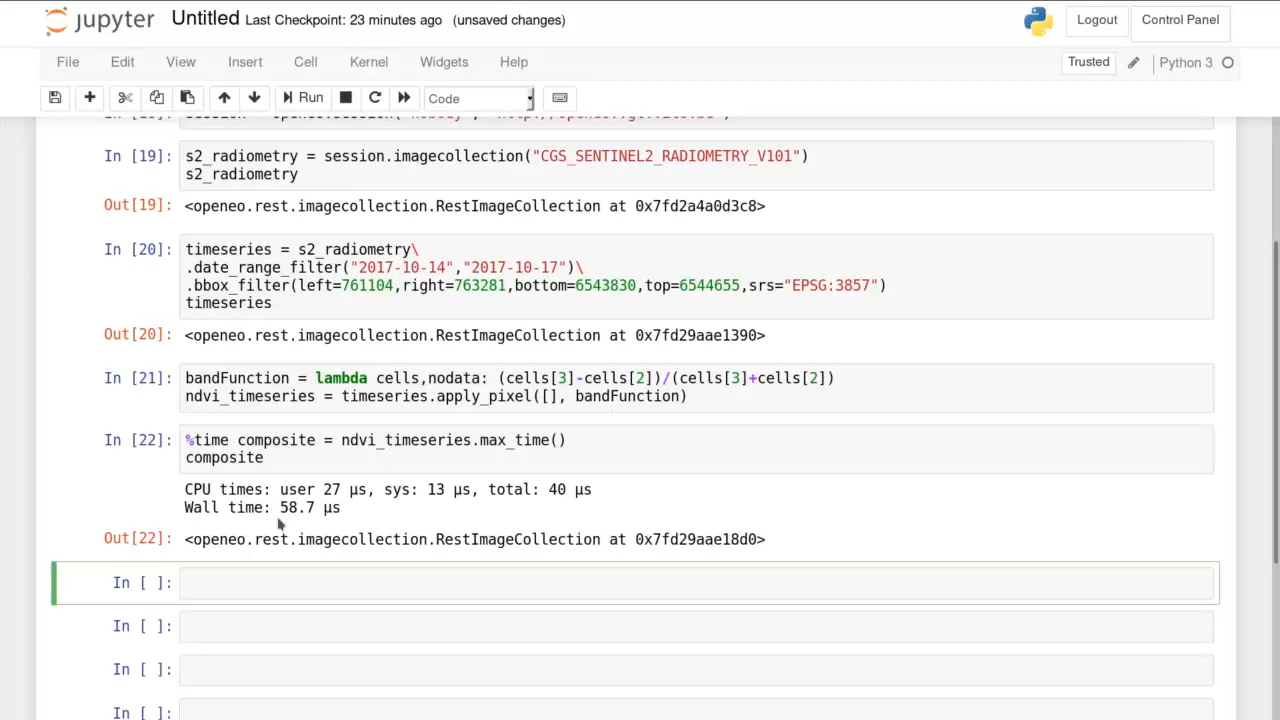 jupyter Untitled Last Checkpoint: 23 minutes ago (unsaved changes) Logout Control Panel
File Edit View Insert Cell Kernel Widgets Help Trusted Python 3
Run Code
In [19]: s2_radiometry = session.imagecollection("CGS_SENTINEL2_RADIOMETRY_V101")
s2_radiometry
Out[19]: <openeo.rest.imagecollection.RestImageCollection at 0x7fd2a4a0d3c8>
In [20]: timeseries = s2_radiometry\
.date_range_filter("2017-10-14","2017-10-17")\
.bbox_filter(left=761104,right=763281,bottom=6543830,top=6544655,srs="EPSG:3857")
timeseries
Out[20]: <openeo.rest.imagecollection.RestImageCollection at 0x7fd29aae1390>
In [21]: bandFunction = lambda cells,nodata: (cells[3]-cells[2])/(cells[3]+cells[2])
ndvi_timeseries = timeseries.apply_pixel([], bandFunction)
In [22]: %time composite = ndvi_timeseries.max_time()
composite
CPU times: user 27 µs, sys: 13 µs, total: 40 µs
Wall time: 58.7 µs
Out[22]: <openeo.rest.imagecollection.RestImageCollection at 0x7fd29aae18d0>
In [ ]:
In [ ]:
In [ ]:
In [ ]: